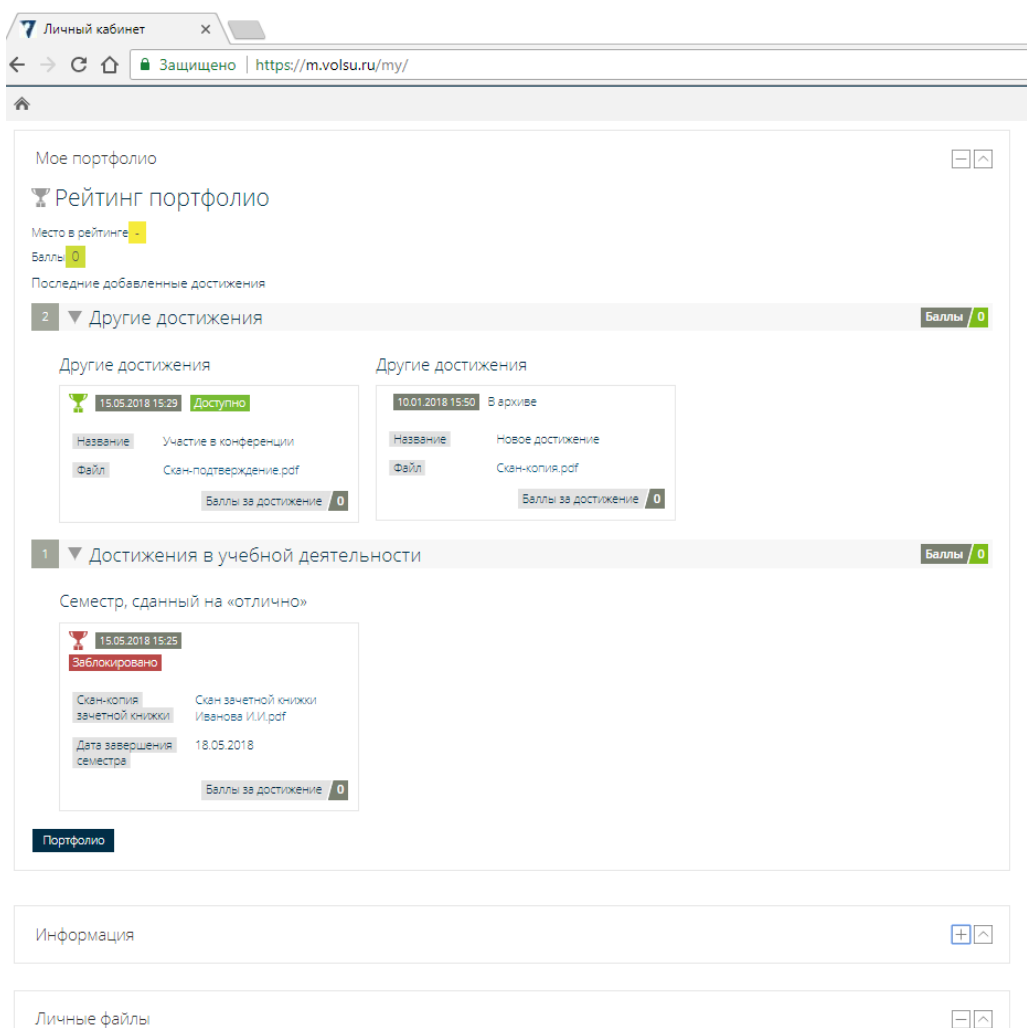 Личный кабинет
Защищено | https://m.volsu.ru/my/
Мое портфолио
Рейтинг портфолио
Место в рейтинге -
Баллы 0
Последние добавленные достижения
2 Другие достижения Баллы / 0
Другие достижения Другие достижения
15.05.2018 15:29 Доступно
10.01.2018 15:50 В архиве
Название Участие в конференции
Название Новое достижение
Файл Скан-подтверждение.pdf
Файл Скан-копия.pdf
Баллы за достижение / 0
Баллы за достижение / 0
1 Достижения в учебной деятельности Баллы / 0
Семестр, сданный на «отлично»
15.05.2018 15:25
Заблокировано
Скан-копия Скан зачетной книжки
зачетной книжки Иванова И.И.pdf
Дата завершения 18.05.2018
семестра
Баллы за достижение / 0
Портфолио
Информация
Личные файлы